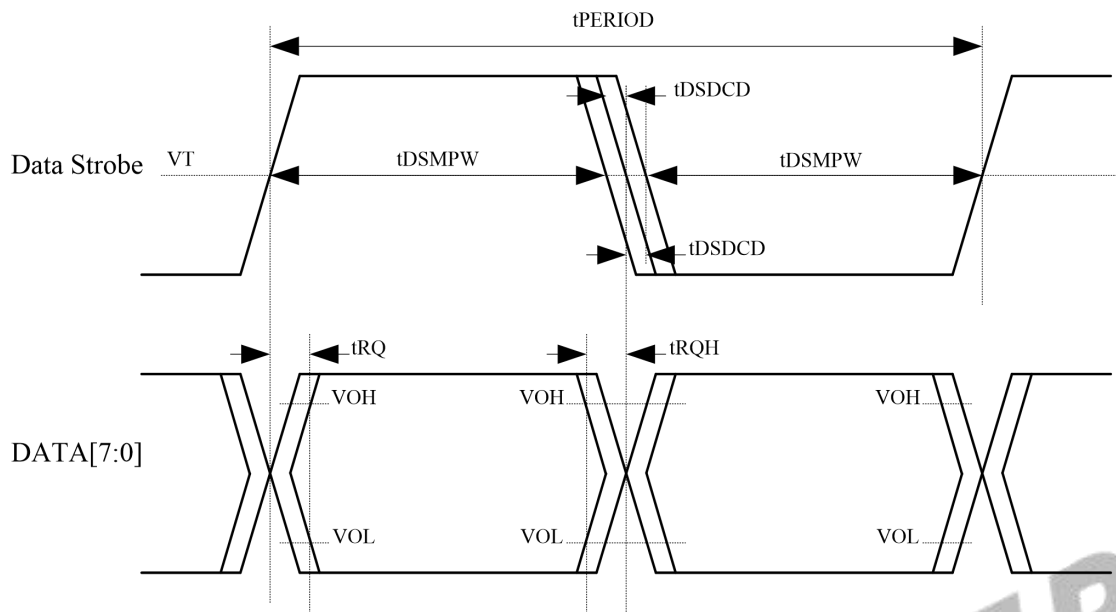 tPERIOD
tDSDCD
Data Strobe
VT
tDSMPW
tDSMPW
tDSDCD
tRQ
tRQH
VOH
VOH
VOH
DATA[7:0]
VOL
VOL
VOL